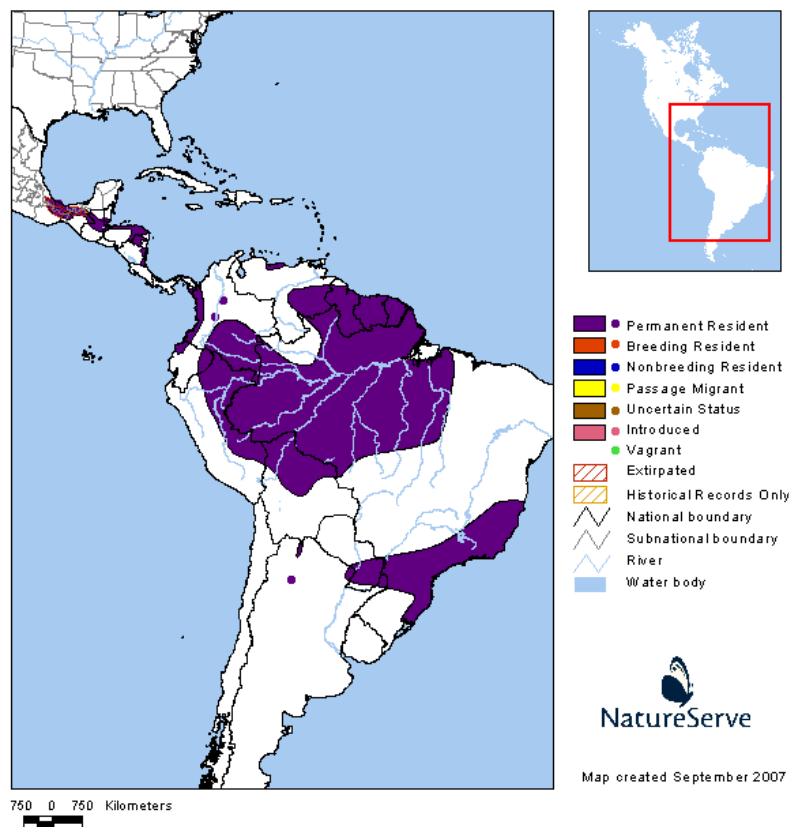 Permanent Resident
Breeding Resident
Nonbreeding Resident
Passage Migrant
Uncertain Status
Introduced
Vagrant
Extirpated
Historical Records Only
National boundary
Subnational boundary
River
Water body
NatureServe
Map created September 2007
750 0 750 Kilometers